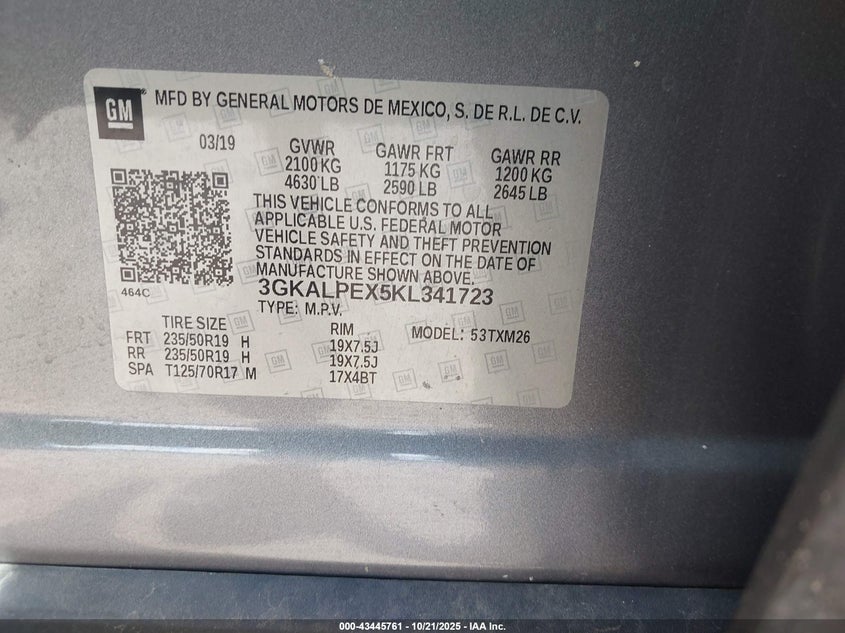 GM
MFD BY GENERAL MOTORS DE MEXICO, S. DE R.L. DE C.V.
03/19 GVWR GAWR FRT GAWR RR
2100 KG 1175 KG 1200 KG
4630 LB 2590 LB 2645 LB
THIS VEHICLE CONFORMS TO ALL
APPLICABLE U.S. FEDERAL MOTOR
VEHICLE SAFETY AND THEFT PREVENTION
STANDARDS IN EFFECT ON THE DATE OF
MANUFACTURE SHOWN ABOVE.
464C 3GKALPEX5KL341723
TYPE: M.P.V.
TIRE SIZE RIM MODEL: 53TXM26
FRT 235/50R19 H 19X7.5J
RR 235/50R19 H 19X7.5J
SPA T125/70R17 M 17X4BT
000-43445761 - 10/21/2025 - IAA Inc.